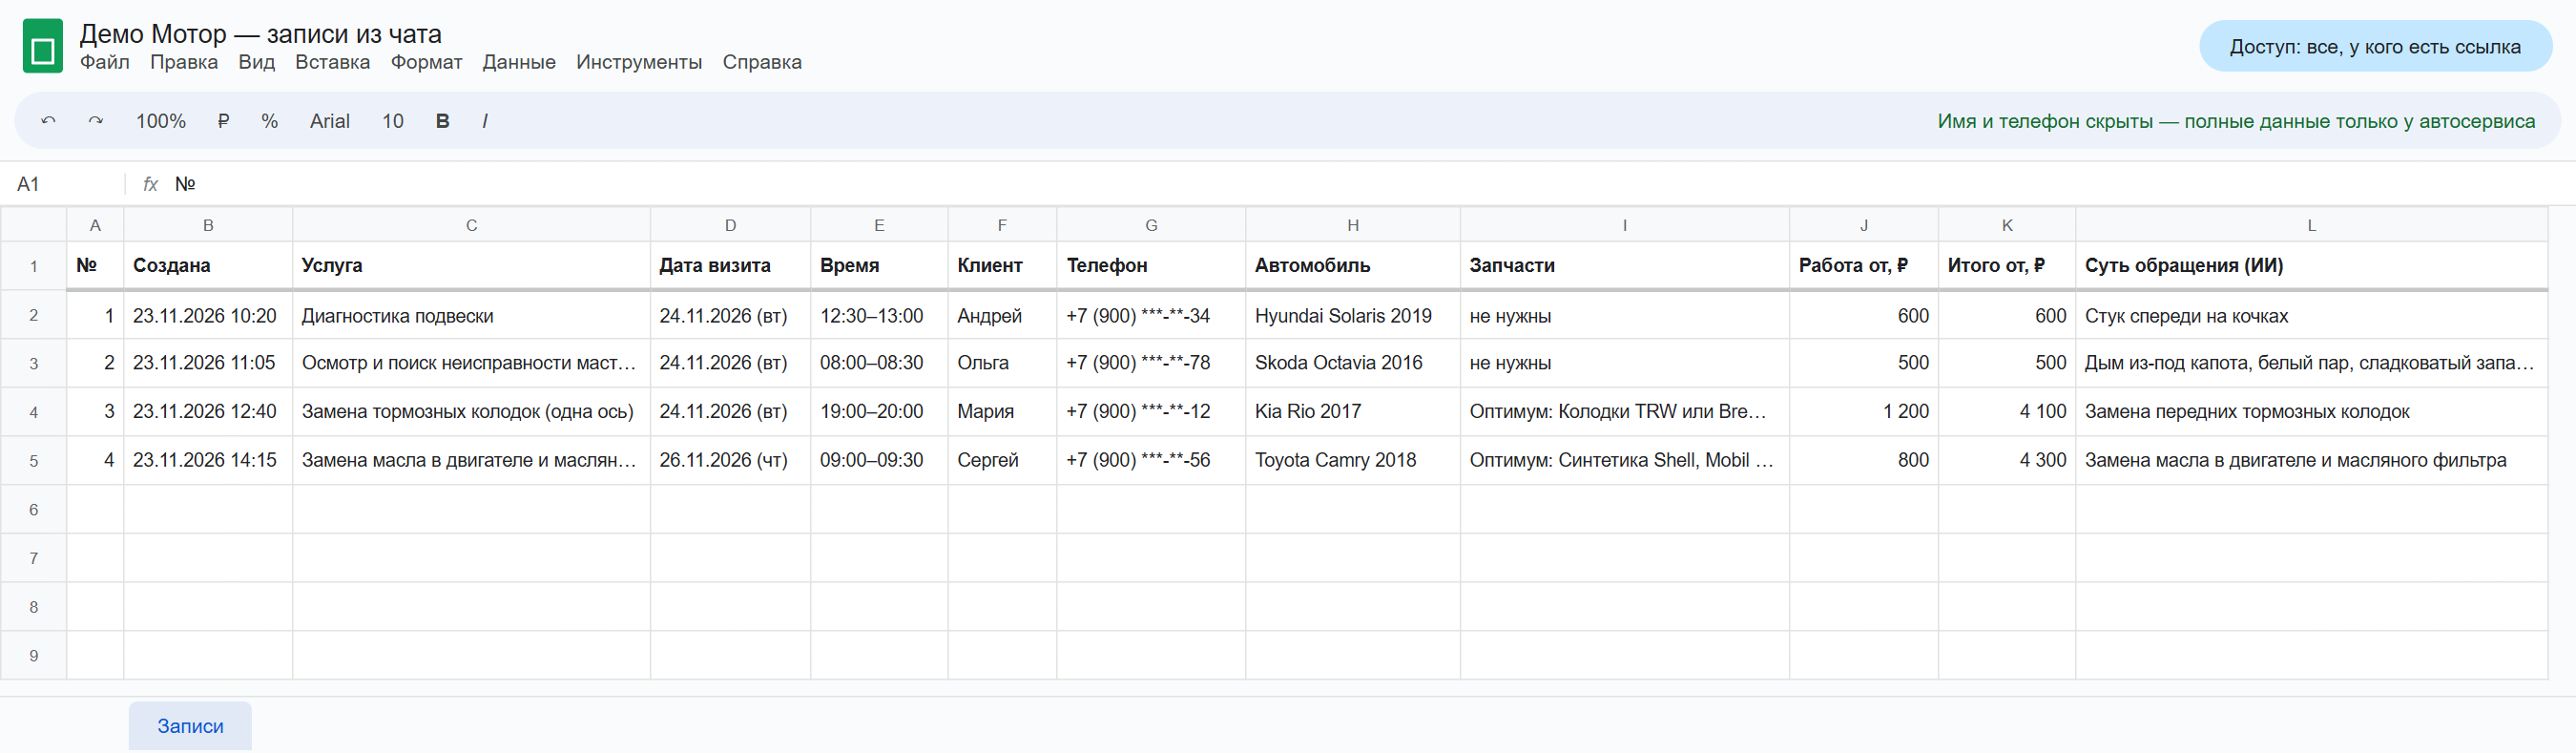 Демо Мотор — записи из чата
Файл Правка Вид Вставка Формат Данные Инструменты Справка
Доступ: все, у кого есть ссылка
100% ₽ % Arial 10 B I
Имя и телефон скрыты — полные данные только у автосервиса
A1 fx №
A B C D E F G H I J K L
1 № Создана Услуга Дата визита Время Клиент Телефон Автомобиль Запчасти Работа от, ₽ Итого от, ₽ Суть обращения (ИИ)
2 1 23.11.2026 10:20 Диагностика подвески 24.11.2026 (вт) 12:30–13:00 Андрей +7 (900) ***-**-34 Hyundai Solaris 2019 не нужны 600 600 Стук спереди на кочках
3 2 23.11.2026 11:05 Осмотр и поиск неисправности маст… 24.11.2026 (вт) 08:00–08:30 Ольга +7 (900) ***-**-78 Skoda Octavia 2016 не нужны 500 500 Дым из-под капота, белый пар, сладковатый запа…
4 3 23.11.2026 12:40 Замена тормозных колодок (одна ось) 24.11.2026 (вт) 19:00–20:00 Мария +7 (900) ***-**-12 Kia Rio 2017 Оптимум: Колодки TRW или Bre… 1 200 4 100 Замена передних тормозных колодок
5 4 23.11.2026 14:15 Замена масла в двигателе и маслян… 26.11.2026 (чт) 09:00–09:30 Сергей +7 (900) ***-**-56 Toyota Camry 2018 Оптимум: Синтетика Shell, Mobil … 800 4 300 Замена масла в двигателе и масляного фильтра
6
7
8
9
Записи